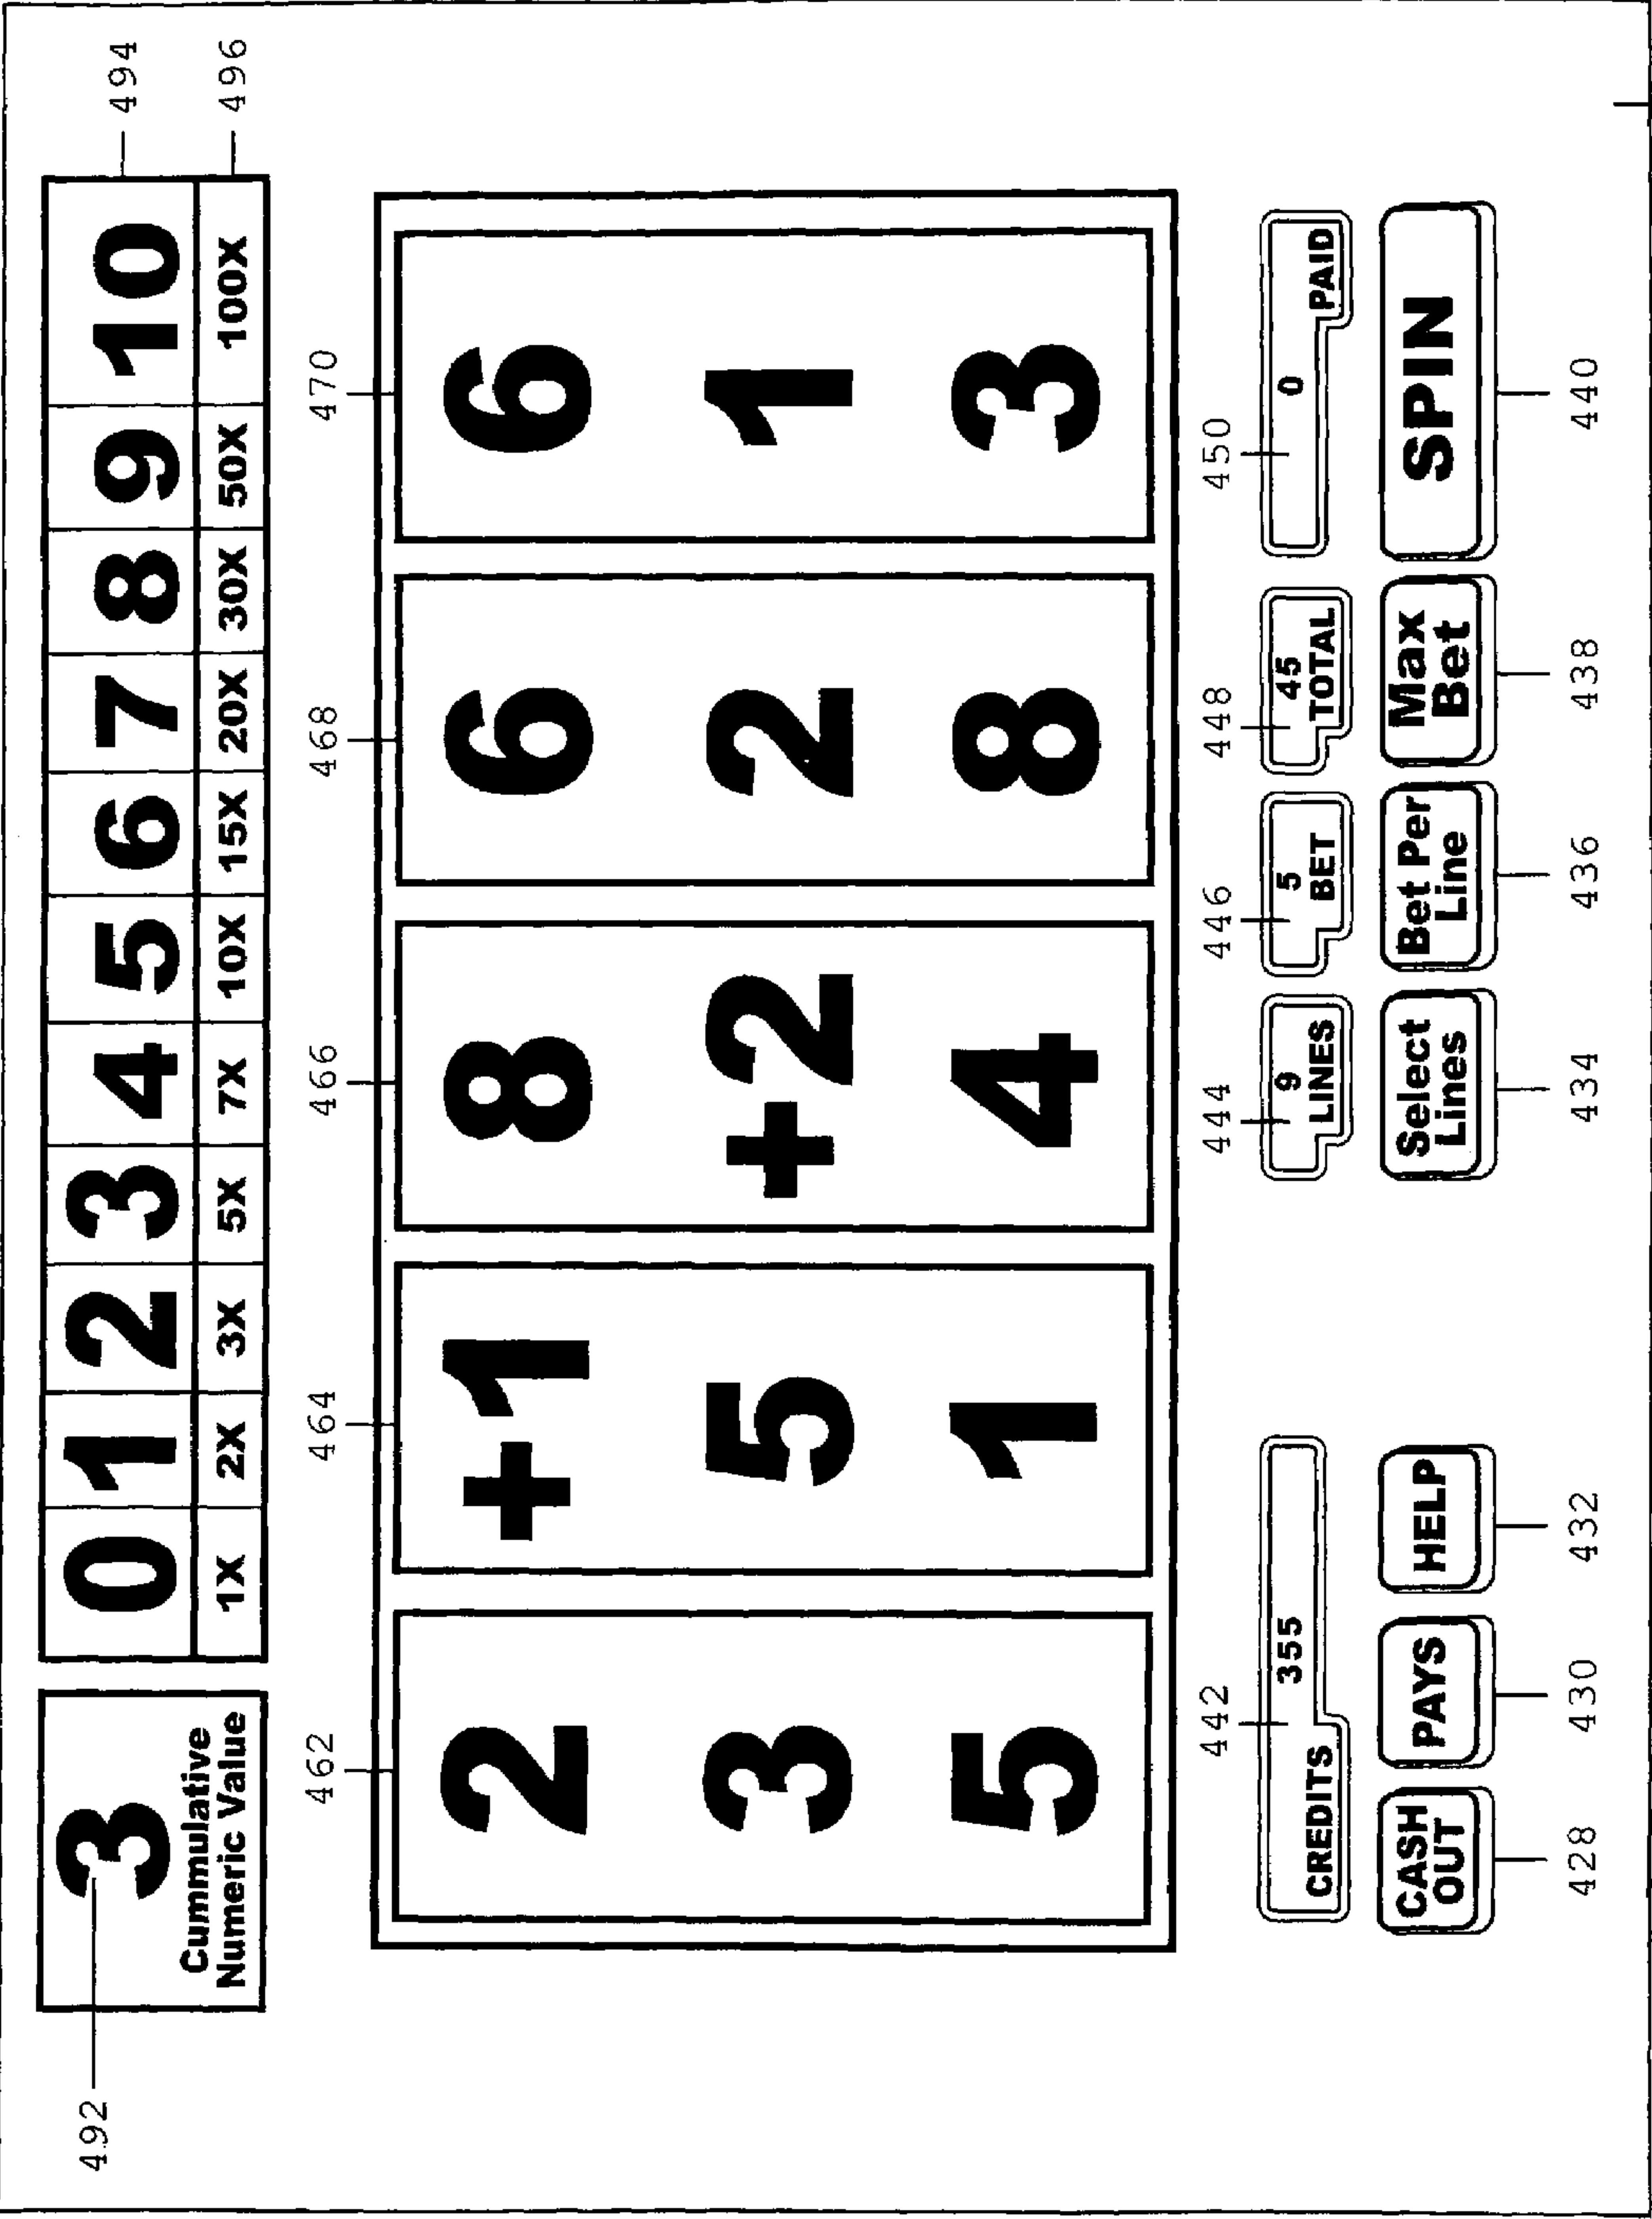 494
0 1 2 3 4 5 6 7 8 9 10
496
1X 2X 3X 5X 7X 10X 15X 20X 30X 50X 100X
492
3
Cummulative
Numeric Value
462 464 466 468 470
2 +1 8 6 6
3 5 +2 2 1
5 1 4 8 3
442 444 446 448 450
355 9 5 45 0
CREDITS LINES BET TOTAL PAID
CASH
OUT
PAYS
HELP
Select
Lines
Bet Per
Line
Max
Bet
SPIN
428 430 432 434 436 438 440